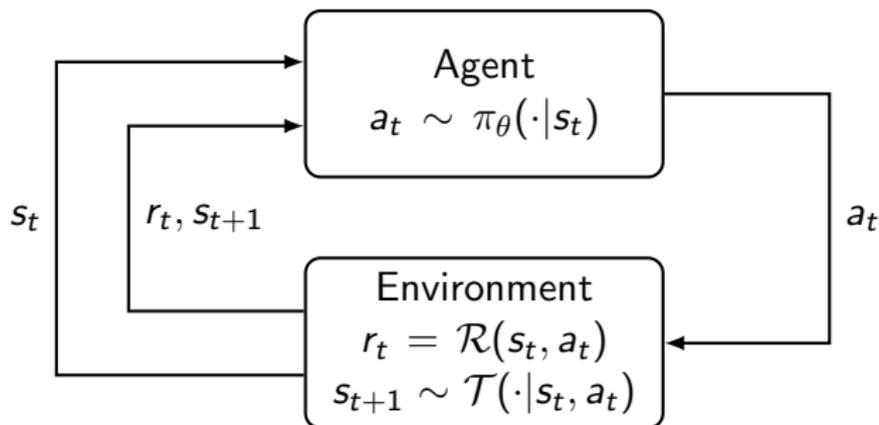 Agent
a_t ∼ π_θ(·|s_t)
s_t
r_t, s_{t+1}
a_t
Environment
r_t = ℛ(s_t, a_t)
s_{t+1} ∼ 𝒯(·|s_t, a_t)